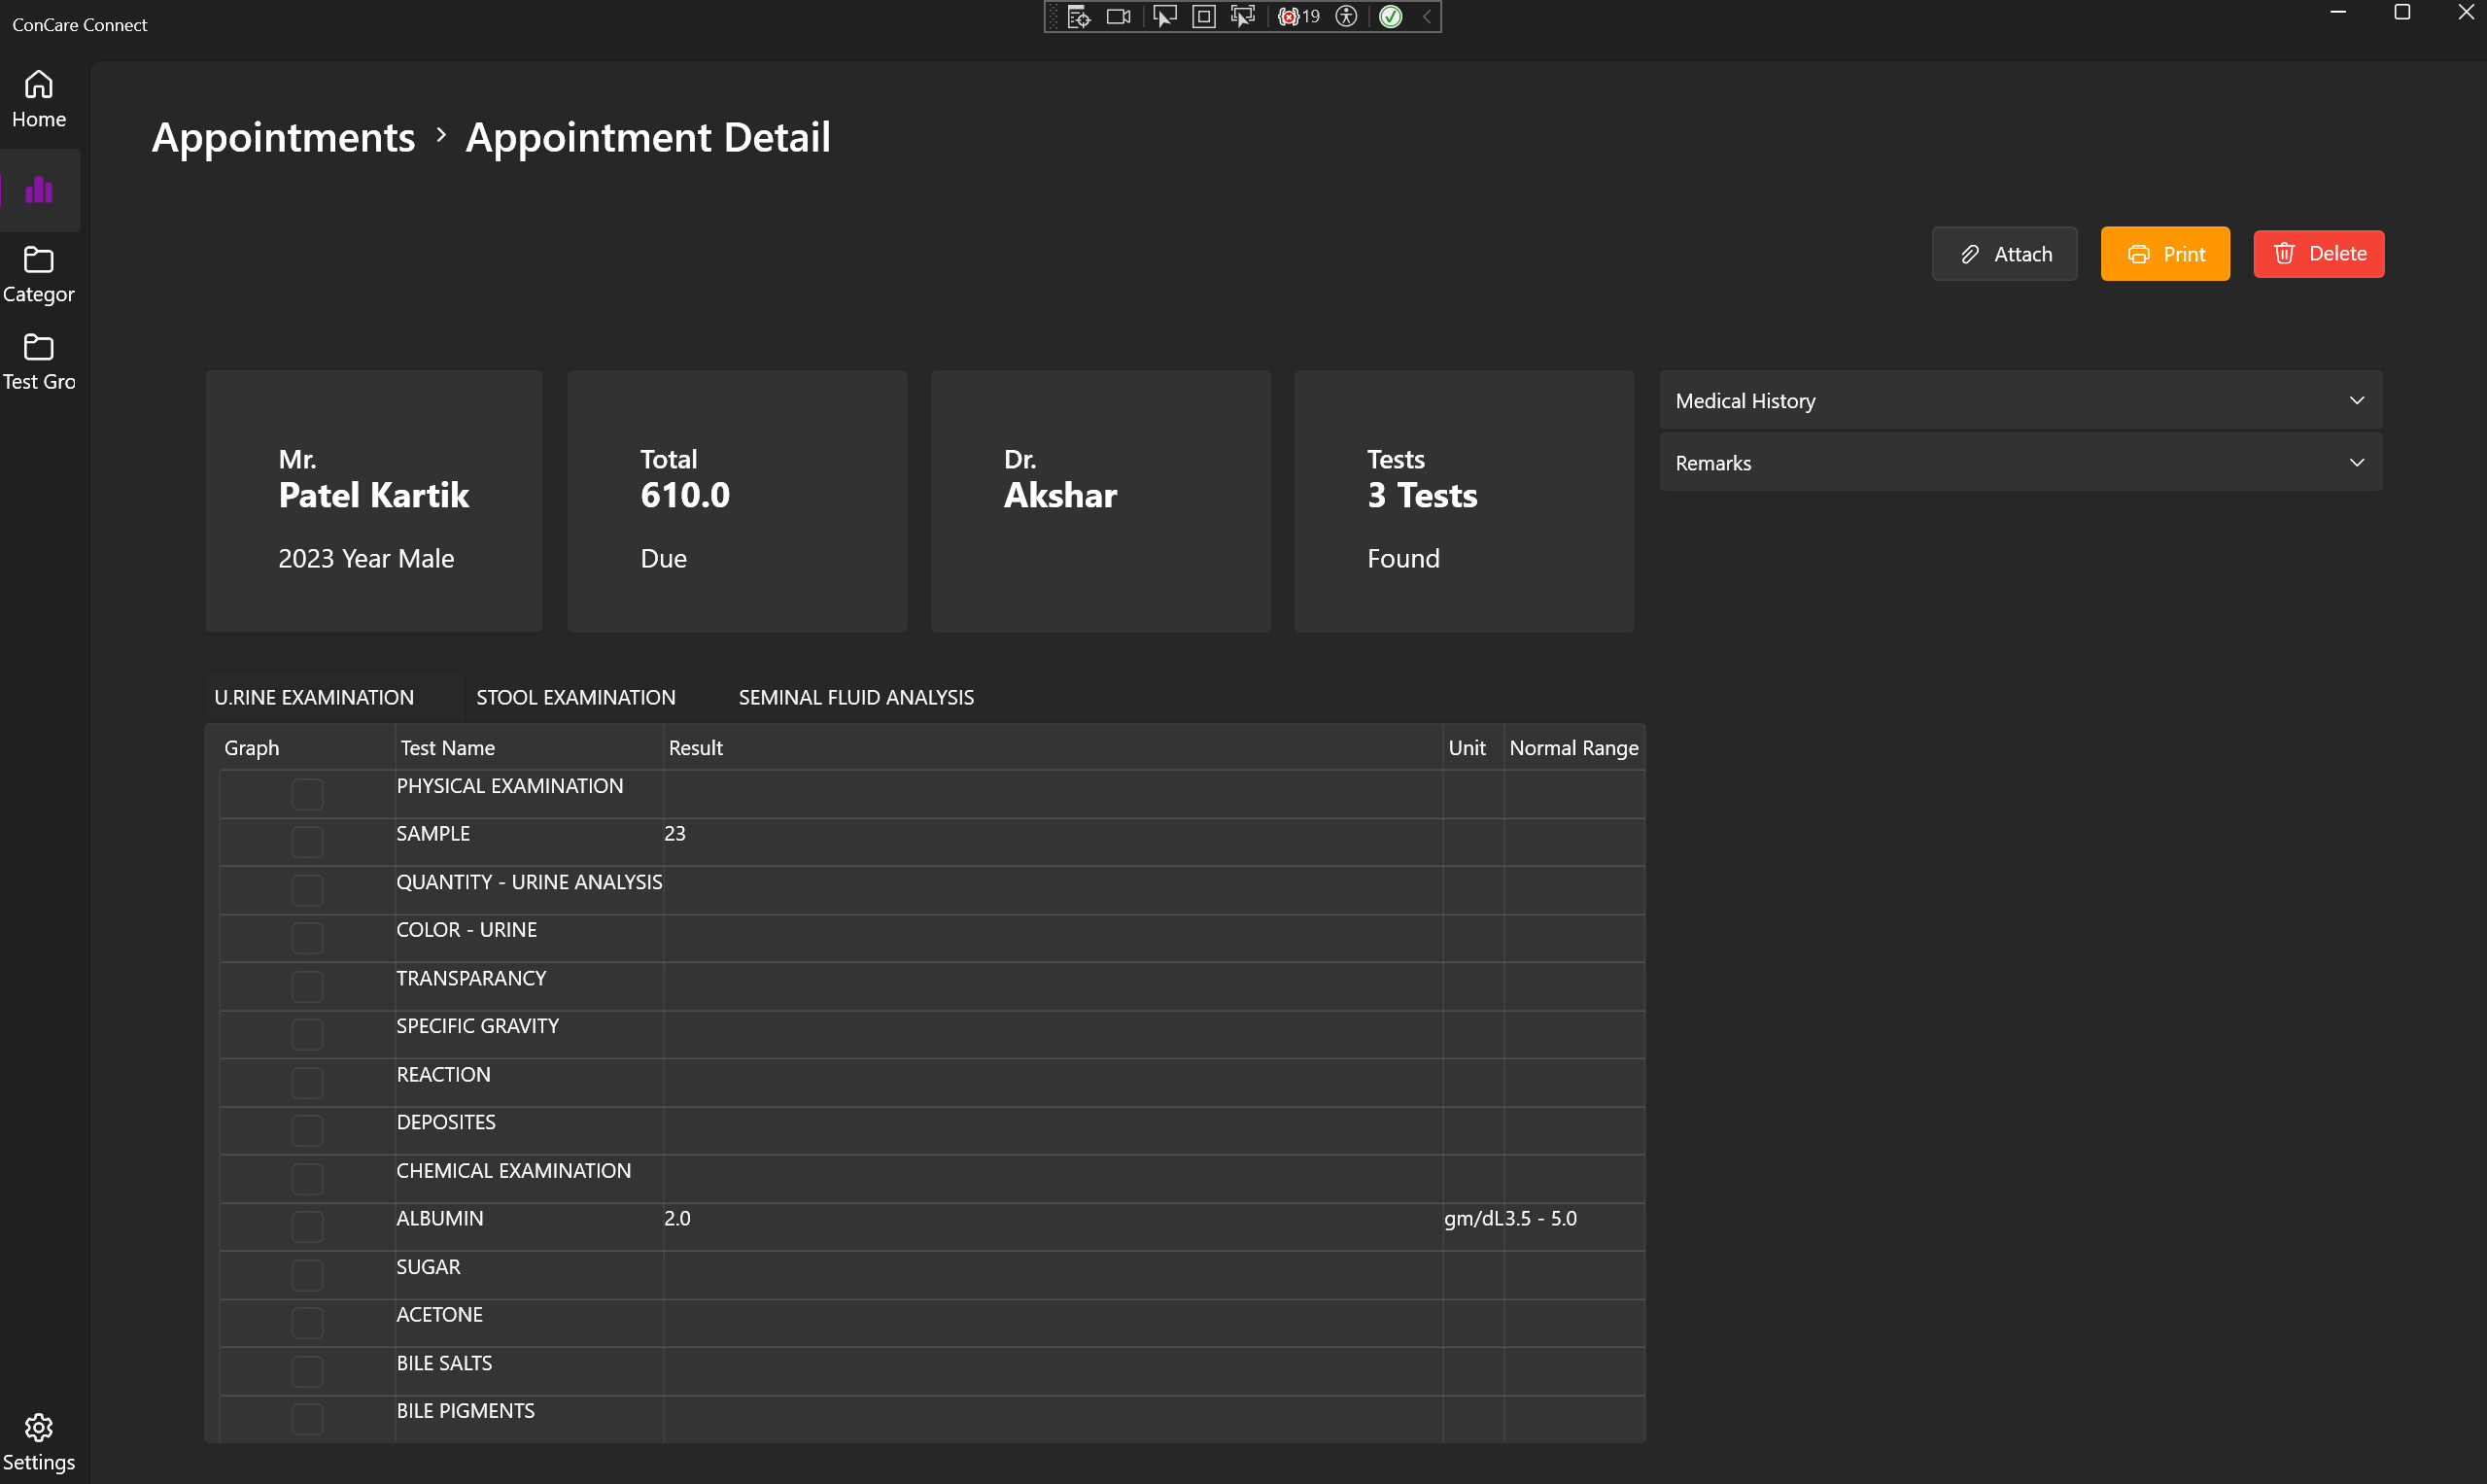 ConCare Connect
19
Home
Categor
Test Gro
Settings
Appointments > Appointment Detail
Attach
Print
Delete
Mr.
Patel Kartik
2023 Year Male
Total
610.0
Due
Dr.
Akshar
Tests
3 Tests
Found
Medical History
Remarks
U.RINE EXAMINATION STOOL EXAMINATION SEMINAL FLUID ANALYSIS
Graph Test Name Result Unit Normal Range
PHYSICAL EXAMINATION
SAMPLE 23
QUANTITY - URINE ANALYSIS
COLOR - URINE
TRANSPARANCY
SPECIFIC GRAVITY
REACTION
DEPOSITES
CHEMICAL EXAMINATION
ALBUMIN 2.0 gm/dL 3.5 - 5.0
SUGAR
ACETONE
BILE SALTS
BILE PIGMENTS